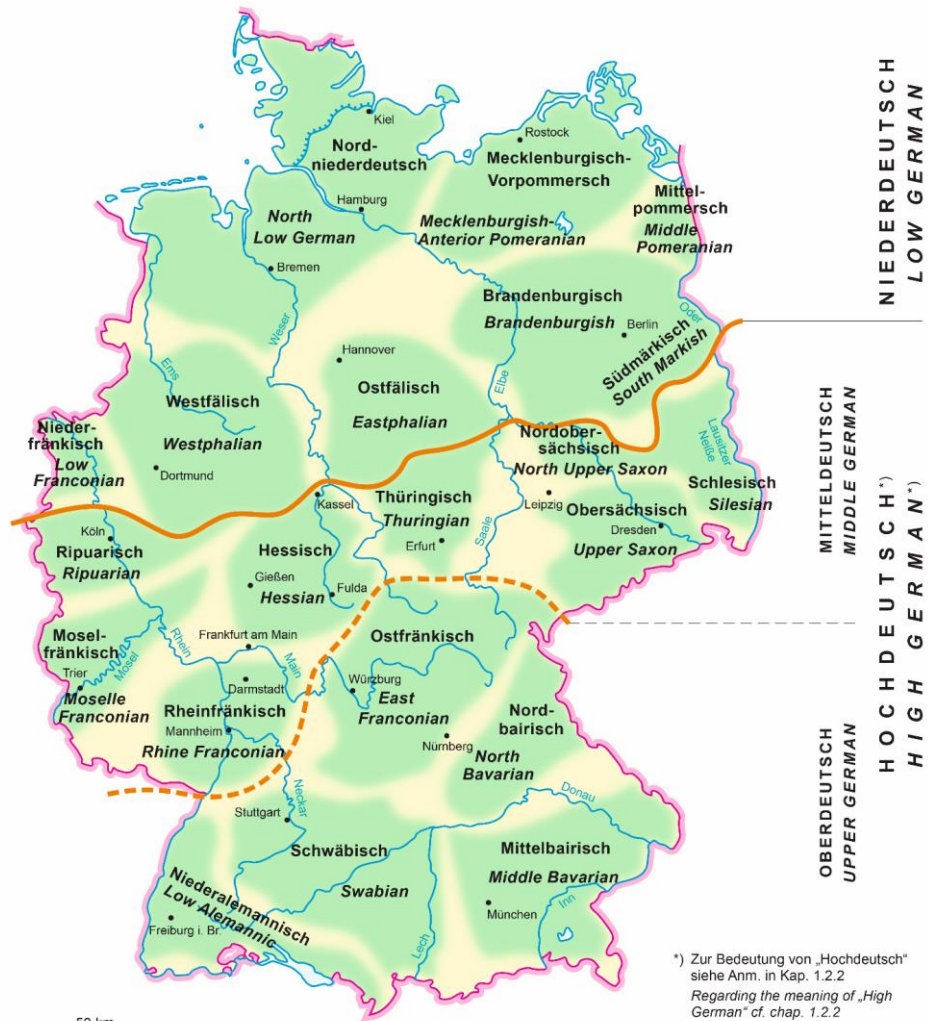 Kiel
Nord-
niederdeutsch
Rostock
Mecklenburgisch-
Vorpommersch
Hamburg
Mittel-
pommersch
North
Low German
Mecklenburgish-
Anterior Pomeranian
Middle
Pomeranian
Bremen
Weser
Brandenburgisch
Brandenburgish
Berlin
Oder
Südmärkisch
South Markish
Hannover
Elbe
Ems
Westfälisch
Ostfälisch
Westphalian
Eastphalian
Nieder-
fränkisch
Low
Franconian
Dortmund
Nordober-
sächsisch
North Upper Saxon
Lausitzer
Neiße
Kassel
Thüringisch
Thuringian
Leipzig
Schlesisch
Silesian
Obersächsisch
Dresden
Upper Saxon
Köln
Ripuarisch
Ripuarian
Hessisch
Gießen
Hessian
Fulda
Erfurt
Saale
Mosel-
fränkisch
Trier
Mosel
Moselle
Franconian
Rhein
Frankfurt am Main
Main
Darmstadt
Rheinfränkisch
Mannheim
Rhine Franconian
Ostfränkisch
Würzburg
East
Franconian
Nürnberg
Nord-
bairisch
North
Bavarian
Neckar
Stuttgart
Donau
Schwäbisch
Swabian
Mittelbairisch
Middle Bavarian
München
Inn
Lech
Niederalemannisch
Low Alemannic
Freiburg i. Br.
50 km
NIEDERDEUTSCH
LOW GERMAN
MITTELDEUTSCH
MIDDLE GERMAN
OBERDEUTSCH
UPPER GERMAN
HOCHDEUTSCH*)
HIGH GERMAN*)
*) Zur Bedeutung von „Hochdeutsch“
siehe Anm. in Kap. 1.2.2
Regarding the meaning of „High
German“ cf. chap. 1.2.2